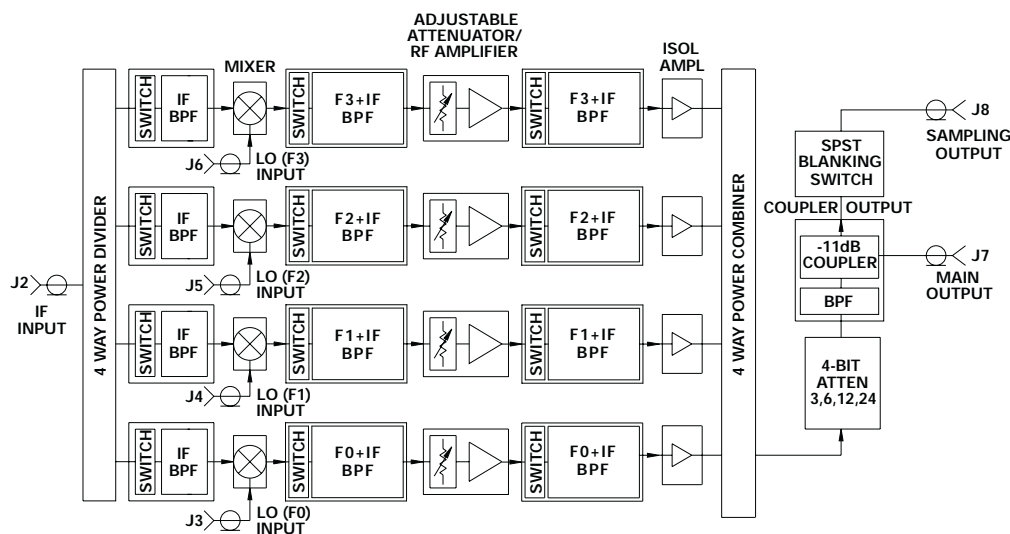 ADJUSTABLE
ATTENUATOR/
RF AMPLIFIER
ISOL
AMPL
MIXER
SWITCH
IF
BPF
SWITCH
F3+IF
BPF
SWITCH
F3+IF
BPF
J6
LO (F3)
INPUT
J8
SAMPLING
OUTPUT
SPST
BLANKING
SWITCH
SWITCH
IF
BPF
SWITCH
F2+IF
BPF
SWITCH
F2+IF
BPF
J5
LO (F2)
INPUT
COUPLER OUTPUT
-11dB
COUPLER
BPF
J7
MAIN
OUTPUT
J2
IF
INPUT
4 WAY POWER DIVIDER
4 WAY POWER COMBINER
SWITCH
IF
BPF
SWITCH
F1+IF
BPF
SWITCH
F1+IF
BPF
J4
LO (F1)
INPUT
4-BIT
ATTEN
3,6,12,24
SWITCH
IF
BPF
SWITCH
F0+IF
BPF
SWITCH
F0+IF
BPF
J3
LO (F0)
INPUT